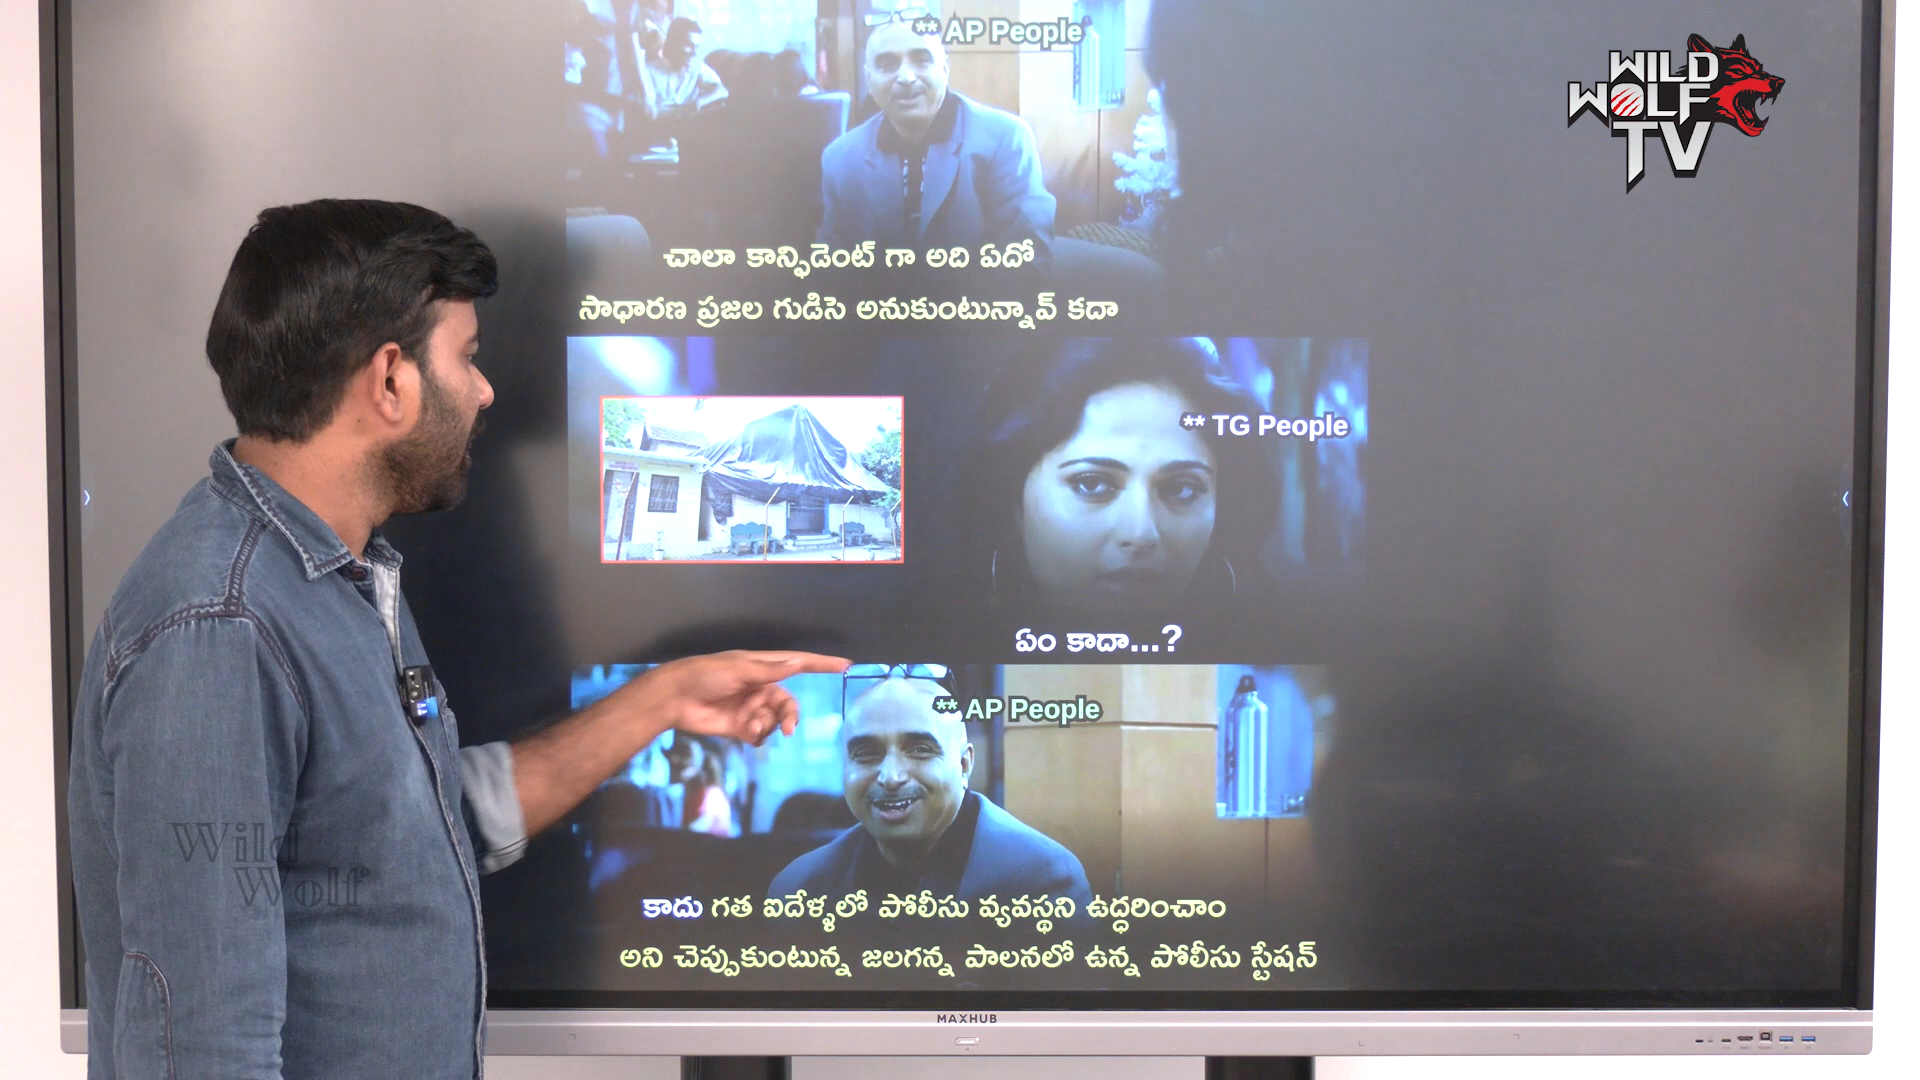 ** AP People
WILD
WOLF
TV
చాలా కాన్ఫిడెంట్ గా అది ఏదో
సాధారణ ప్రజల గుడిసె అనుకుంటున్నావ్ కదా
** TG People
ఏం కాదా...?
** AP People
Wild
Wolf
కాదు గత ఐదేళ్ళలో పోలీసు వ్యవస్థని ఉద్ధరించాం
అని చెప్పుకుంటున్న జలగన్న పాలనలో ఉన్న పోలీసు స్టేషన్
MAXHUB